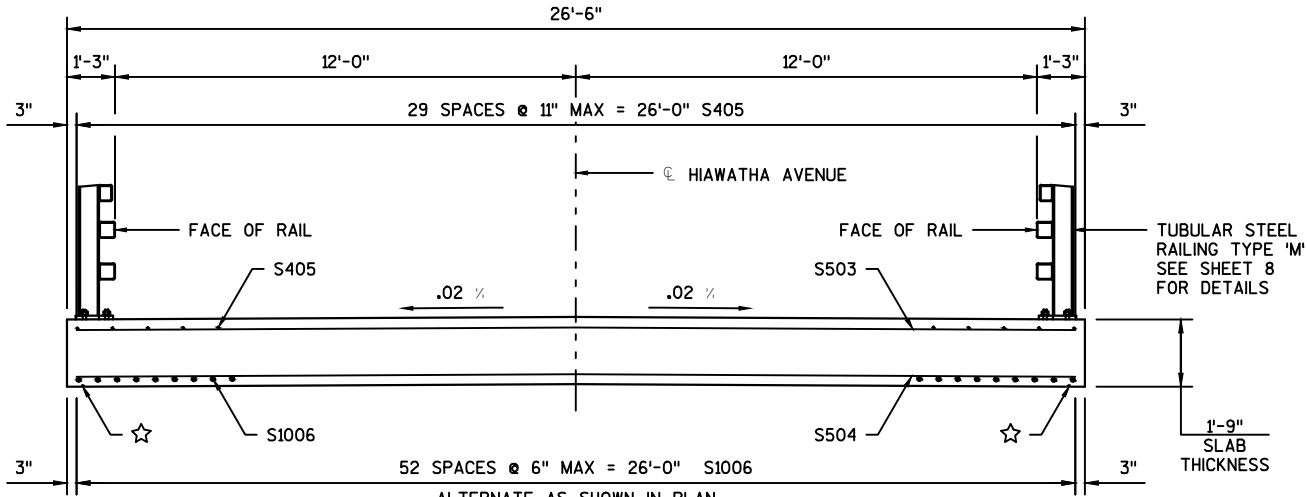 26'-6"
1'-3" 12'-0" 12'-0" 1'-3"
3" 29 SPACES @ 11" MAX = 26'-0" S405 3"
℄ HIAWATHA AVENUE
FACE OF RAIL
FACE OF RAIL
TUBULAR STEEL
RAILING TYPE 'M'
SEE SHEET 8
FOR DETAILS
S405
S503
.02 '/'
.02 '/'
S1006
S504
1'-9"
SLAB
THICKNESS
3" 52 SPACES @ 6" MAX = 26'-0" S1006 3"
ALTERNATE AS SHOWN IN PLAN